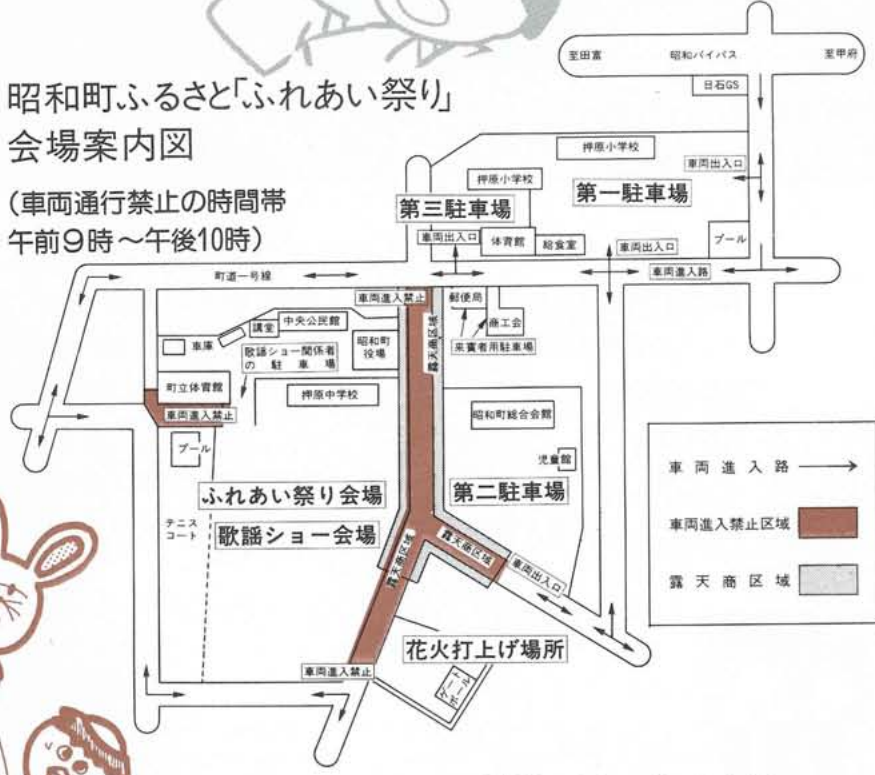 昭和町ふるさと「ふれあい祭り」
会場案内図
(車両通行禁止の時間帯
午前9時〜午後10時)
至田富
昭和バイパス
至甲府
日石GS
押原小学校
車両出入口
押原小学校
第一駐車場
第三駐車場
車両出入口
体育館
給食室
車両出入口
プール
町道一号線
車両進入路
車両進入禁止
郵便局
商工会
来賓者用駐車場
露天商区域
講堂
中央公民館
車庫
昭和町
役場
歌謡ショー関係者
の駐車場
町立体育館
押原中学校
車両進入禁止
プール
昭和町総合会館
児童館
ふれあい祭り会場
第二駐車場
テニス
コート
歌謡ショー会場
露天商区域
露天商区域
車両出入口
花火打上げ場所
車両進入禁止
車両進入路
車両進入禁止区域
露天商区域